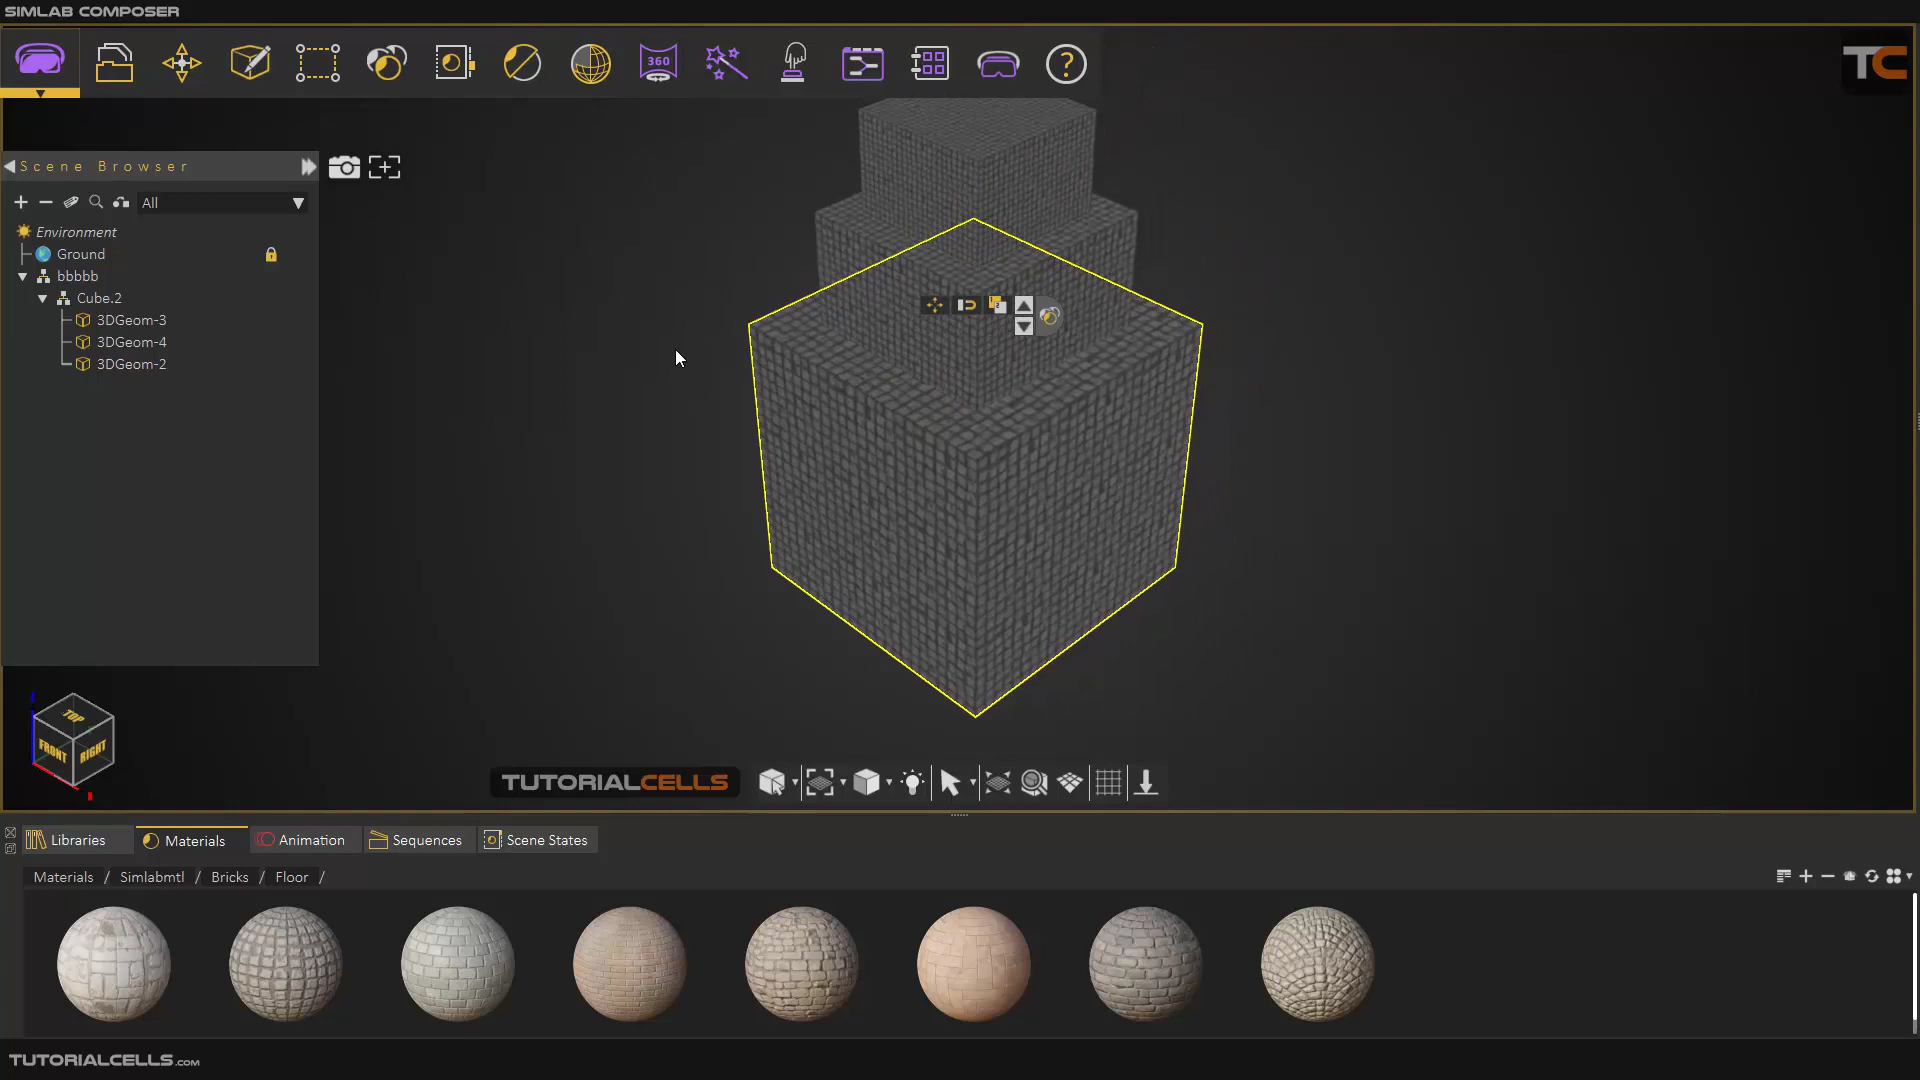 SIMLAB COMPOSER
360
?
TC
Scene Browser
All
Environment
Ground
bbbbb
Cube.2
3DGeom-3
3DGeom-4
3DGeom-2
TOP
FRONT
RIGHT
TUTORIALCELLS
Libraries
Materials
Animation
Sequences
Scene States
Materials / Simlabmtl / Bricks / Floor /
TUTORIALCELLS.COM